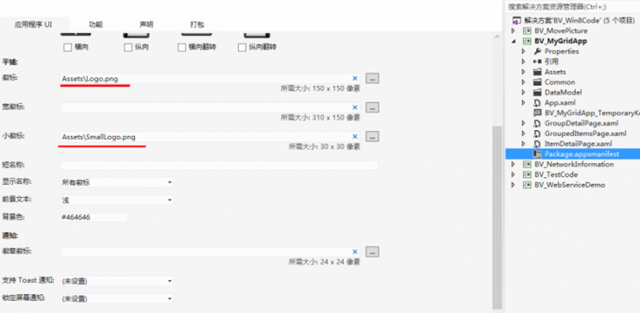 应用程序 UI
功能
声明
打包
横向
纵向
横向翻转
纵向翻转
平铺:
徽标:
Assets\Logo.png
所需大小: 150 x 150 像素
宽徽标:
所需大小: 310 x 150 像素
小徽标:
Assets\SmallLogo.png
所需大小: 30 x 30 像素
短名称:
显示名称:
所有徽标
前景文本:
浅
背景色:
#464646
通知:
徽章徽标:
所需大小: 24 x 24 像素
支持 Toast 通知:
(未设置)
锁定屏幕通知:
(未设置)
搜索解决方案资源管理器(Ctrl+;)
解决方案'BV_Win8Code' (5 个项目)
BV_MovePicture
BV_MyGridApp
Properties
引用
Assets
Common
DataModel
App.xaml
BV_MyGridApp_TemporaryKe
GroupDetailPage.xaml
GroupedItemsPage.xaml
ItemDetailPage.xaml
Package.appxmanifest
BV_NetworkInformation
BV_TestCode
BV_WebServiceDemo